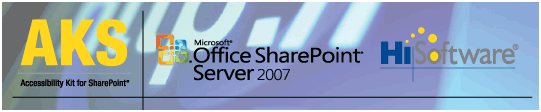 AKS
Accessibility Kit for SharePoint®
Microsoft®
Office SharePoint®
Server 2007
HiSoftware®